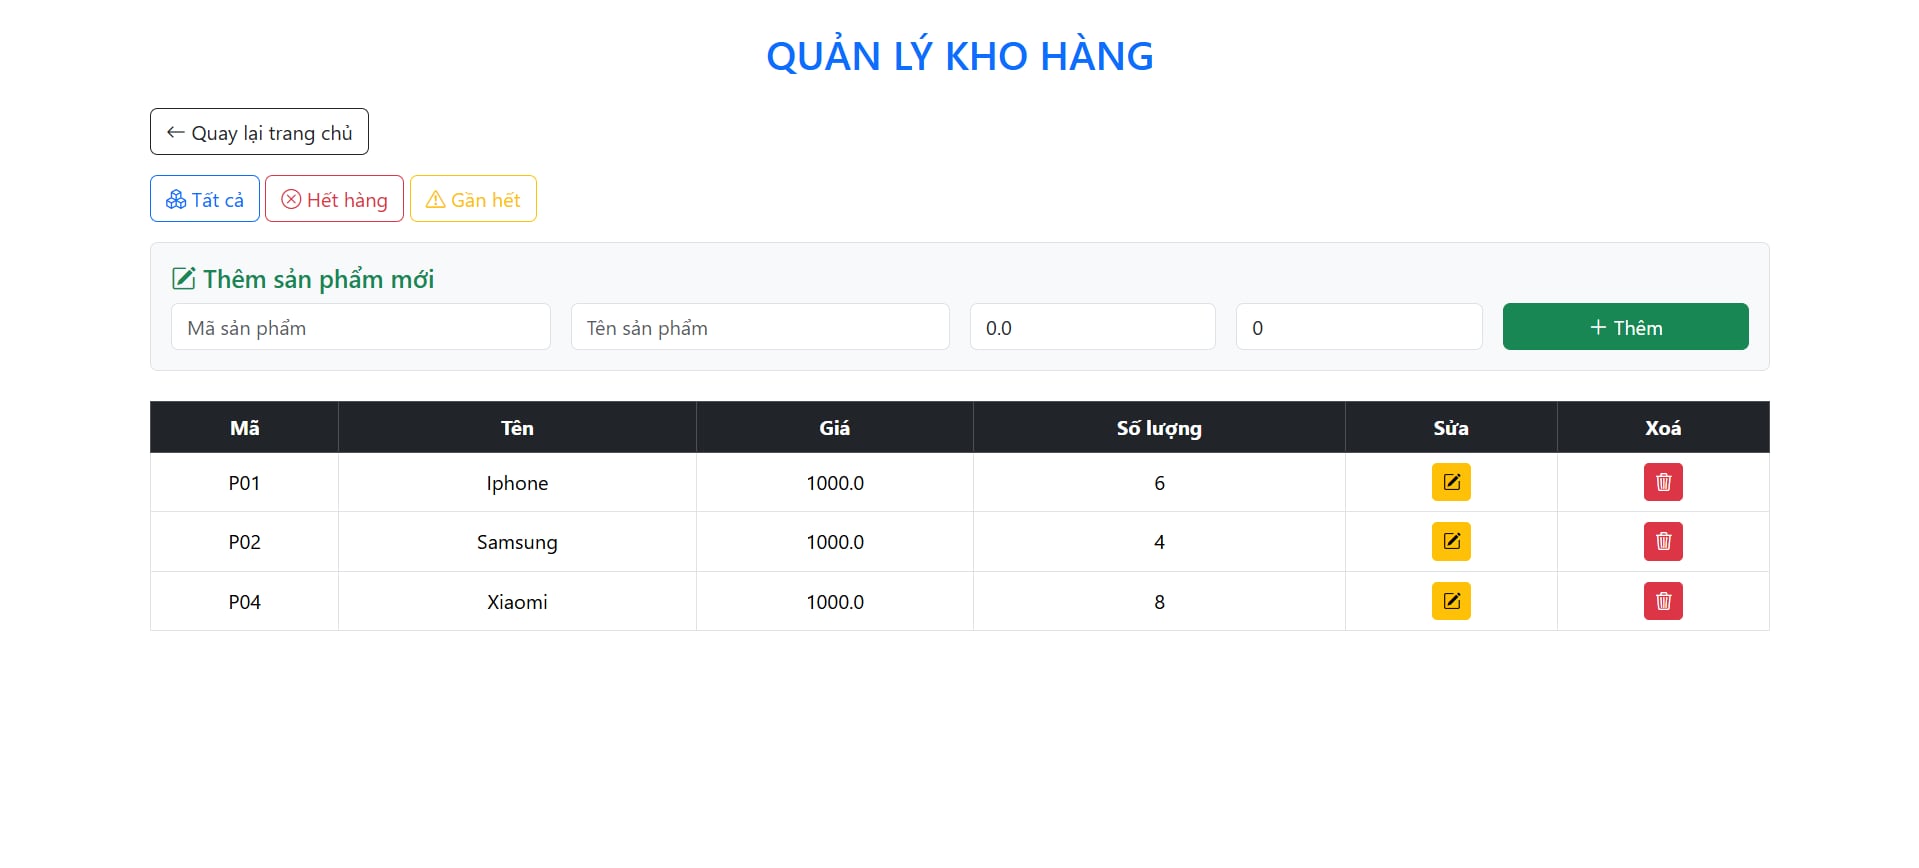 QUẢN LÝ KHO HÀNG
← Quay lại trang chủ
Tất cả Hết hàng Gần hết
Thêm sản phẩm mới
Mã sản phẩm Tên sản phẩm 0.0 0 + Thêm
Mã Tên Giá Số lượng Sửa Xoá
P01 Iphone 1000.0 6
P02 Samsung 1000.0 4
P04 Xiaomi 1000.0 8